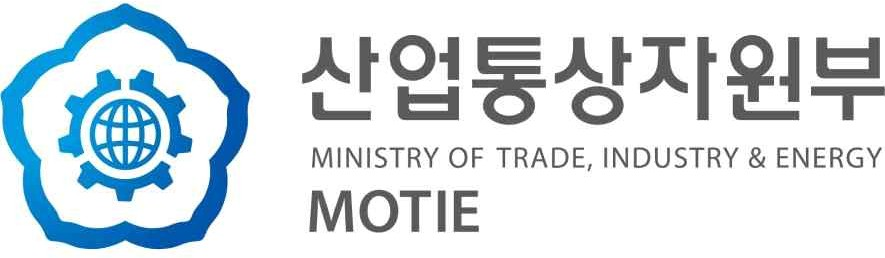 산업통상자원부
MINISTRY OF TRADE, INDUSTRY & ENERGY
MOTIE